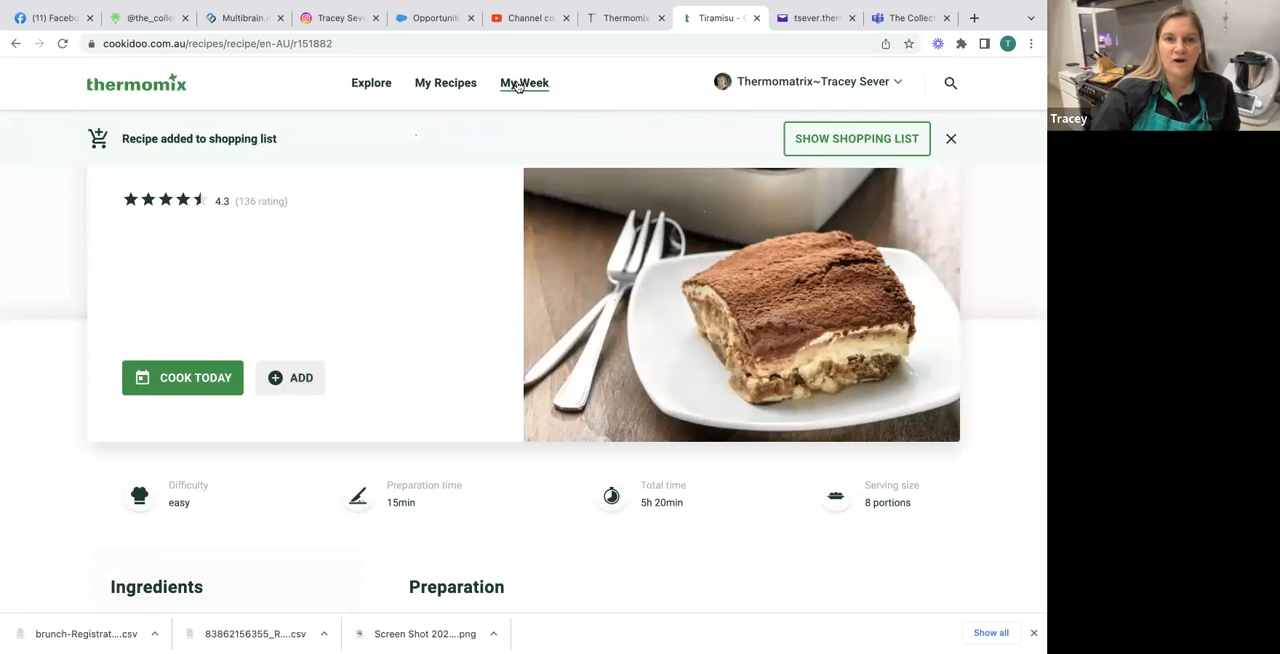 (11) Facebo
@the_colle
Multibrain.n
Tracey Seve
Opportuniti
Channel co
Thermomix
Tiramisu - C
tsever.therm
The Collect
cookidoo.com.au/recipes/recipe/en-AU/r151882
T
thermomix
Explore
My Recipes
My Week
Thermomatrix~Tracey Sever
Recipe added to shopping list
SHOW SHOPPING LIST
4.3 (136 rating)
COOK TODAY
ADD
Difficulty
easy
Preparation time
15min
Total time
5h 20min
Serving size
8 portions
Ingredients
Preparation
brunch-Registrat....csv
83862156355_R....csv
Screen Shot 202....png
Show all
Tracey